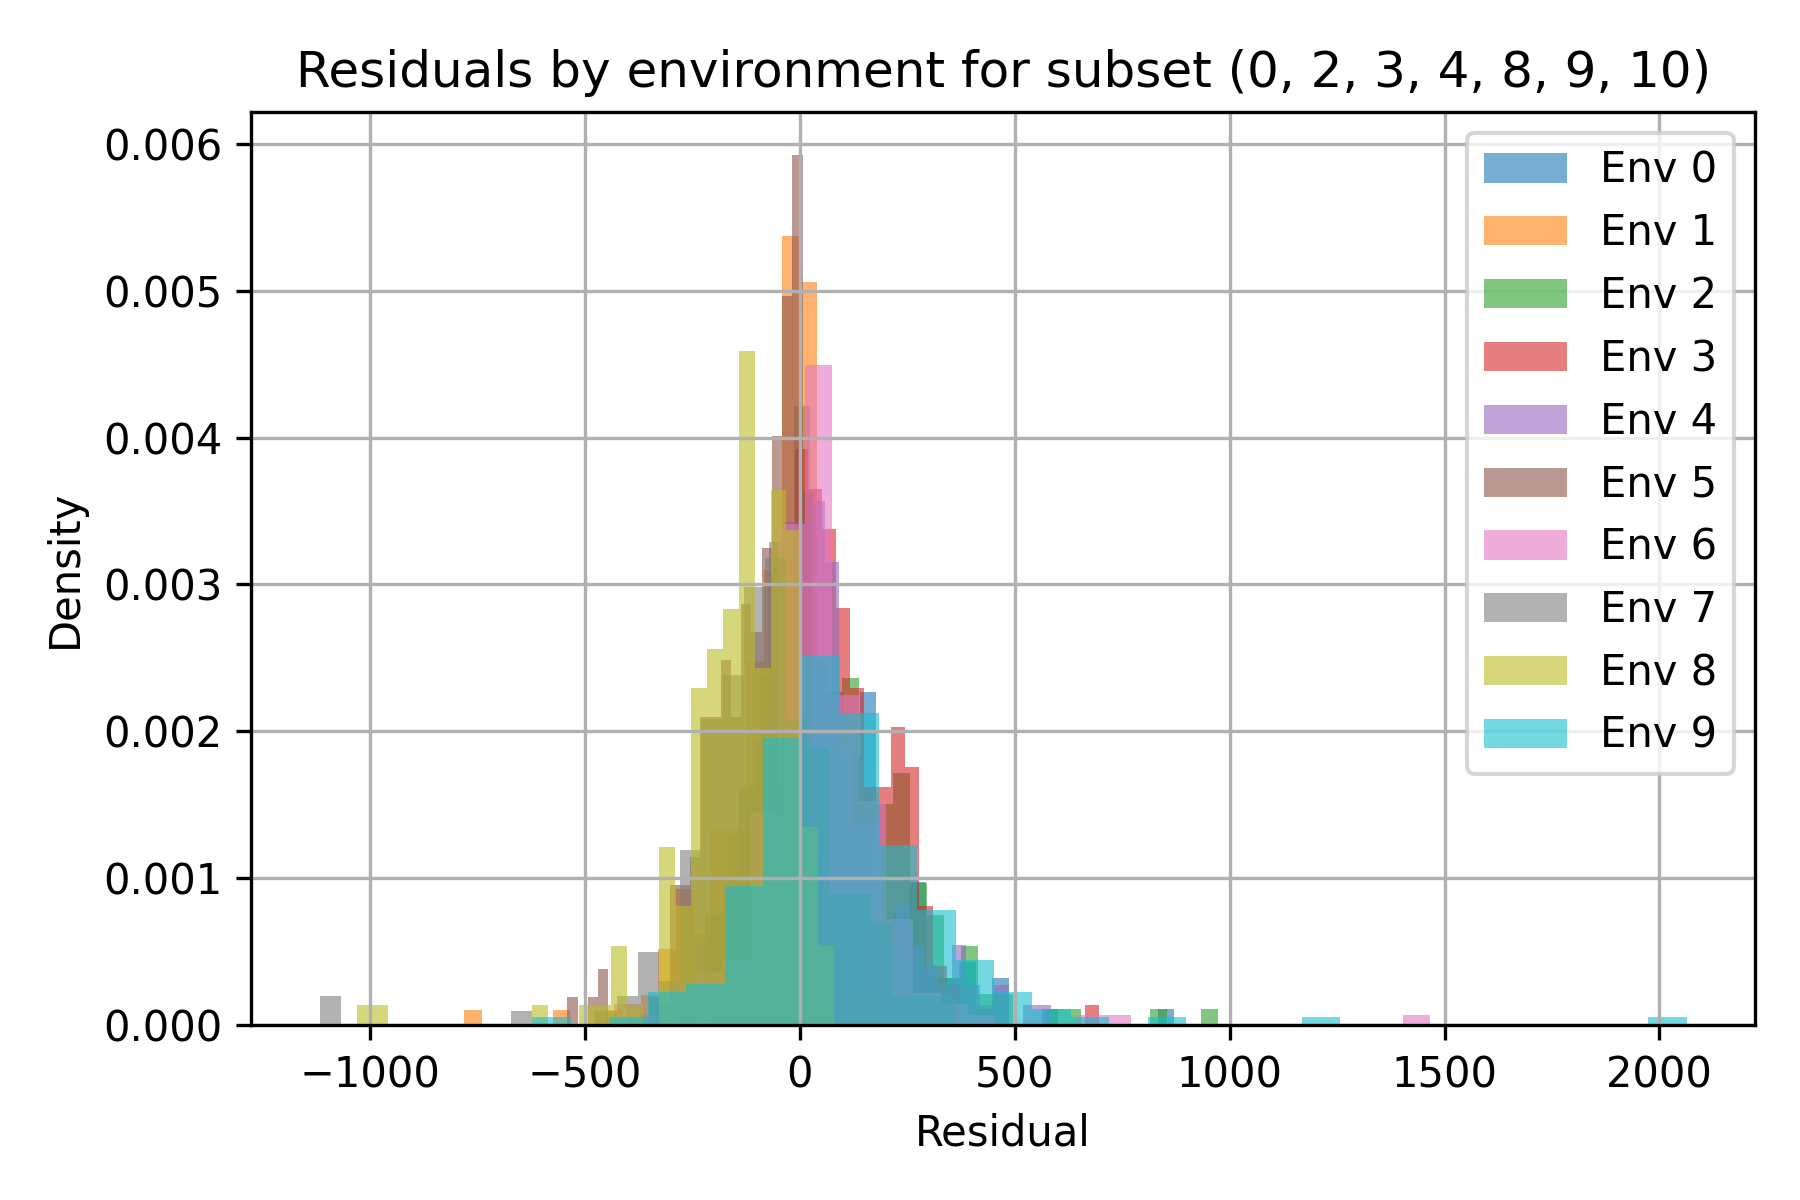 Residuals by environment for subset (0, 2, 3, 4, 8, 9, 10)
0.006
0.005
0.004
0.003
0.002
0.001
0.000
Density
−1000
−500
0
500
1000
1500
2000
Residual
Env 0
Env 1
Env 2
Env 3
Env 4
Env 5
Env 6
Env 7
Env 8
Env 9